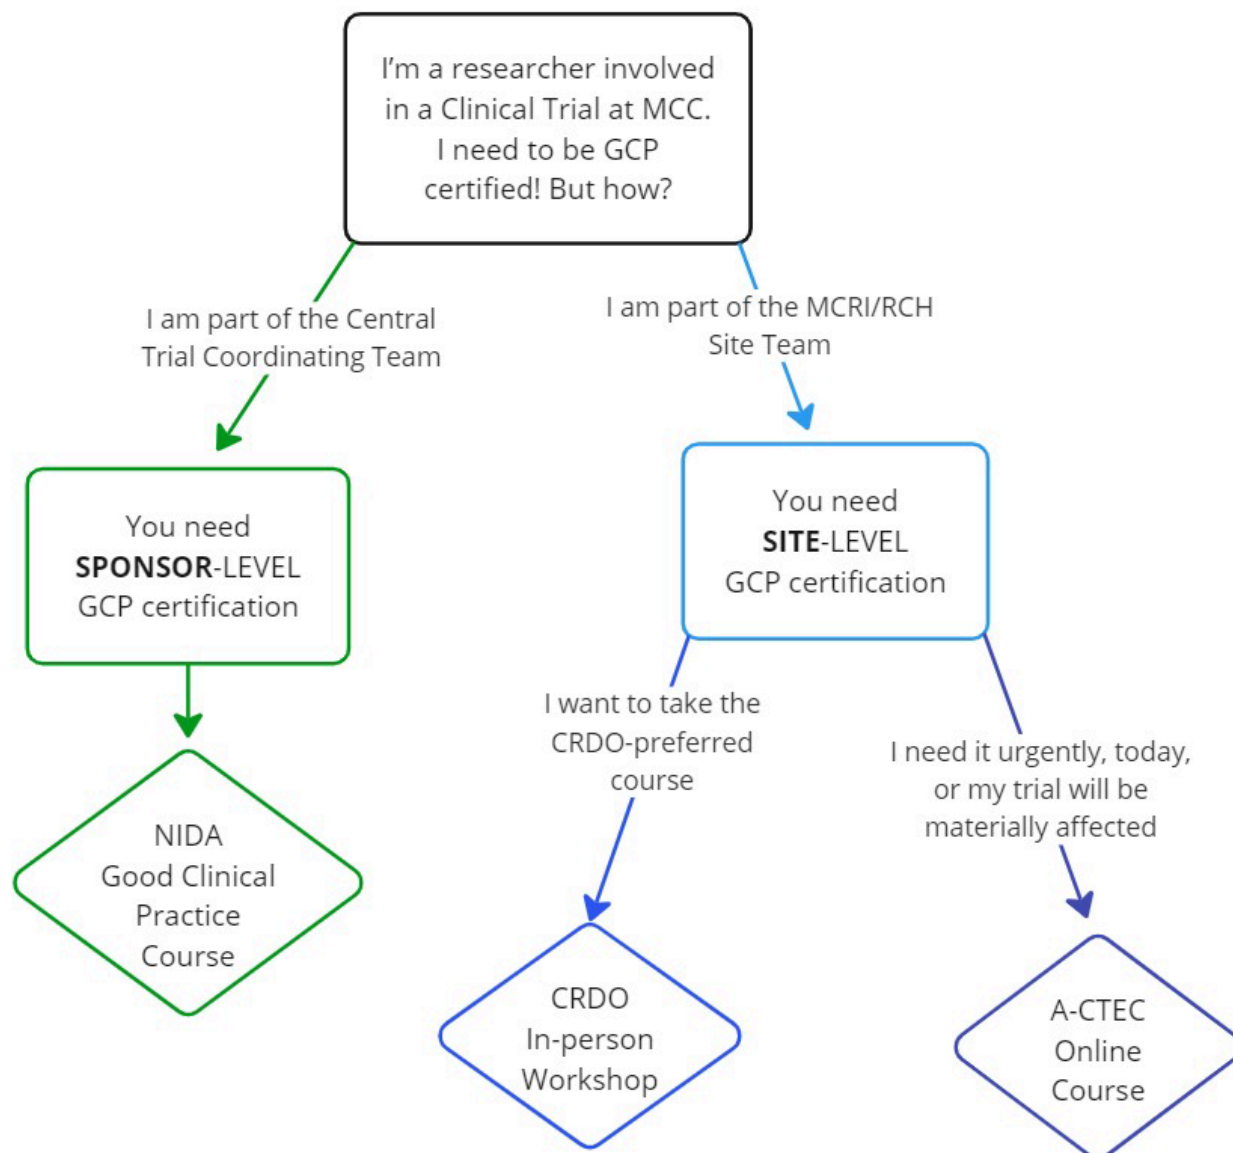 I’m a researcher involved
in a Clinical Trial at MCC.
I need to be GCP
certified! But how?
I am part of the Central
Trial Coordinating Team
I am part of the MCRI/RCH
Site Team
You need
SPONSOR-LEVEL
GCP certification
You need
SITE-LEVEL
GCP certification
I want to take the
CRDO-preferred
course
I need it urgently, today,
or my trial will be
materially affected
NIDA
Good Clinical
Practice
Course
CRDO
In-person
Workshop
A-CTEC
Online
Course